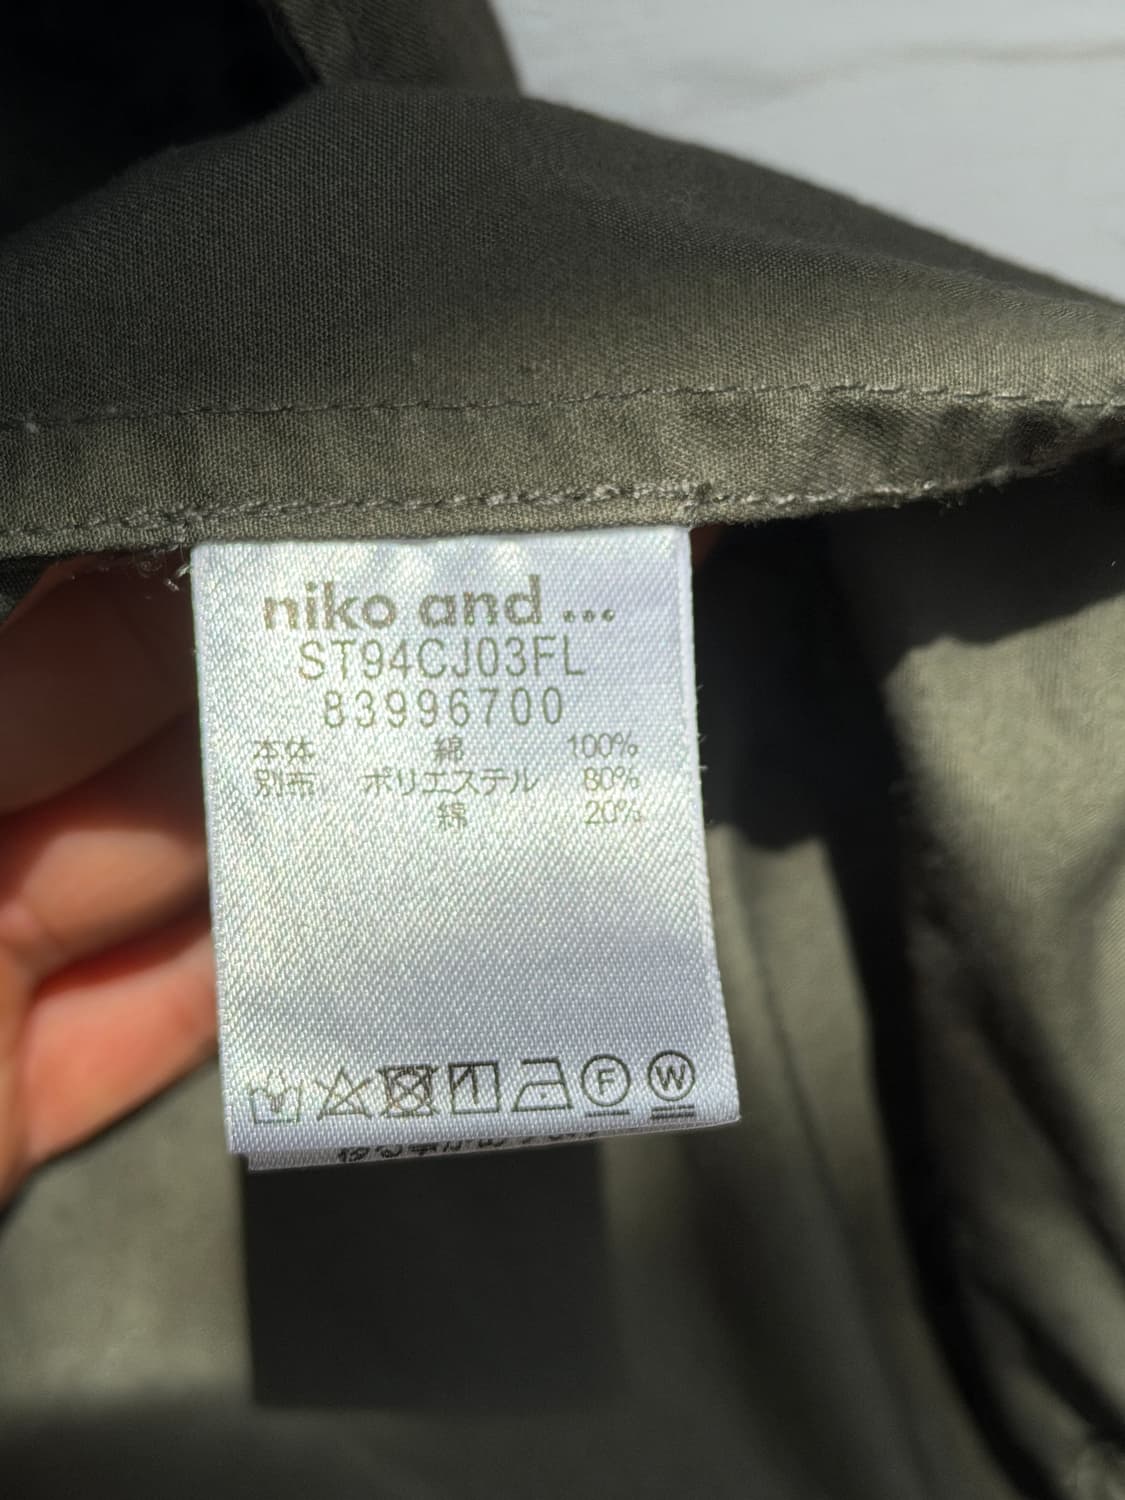 niko and ...
ST94CJ03FL
83996700
本体 綿 100%
別布 ポリエステル 80%
綿 20%
F W